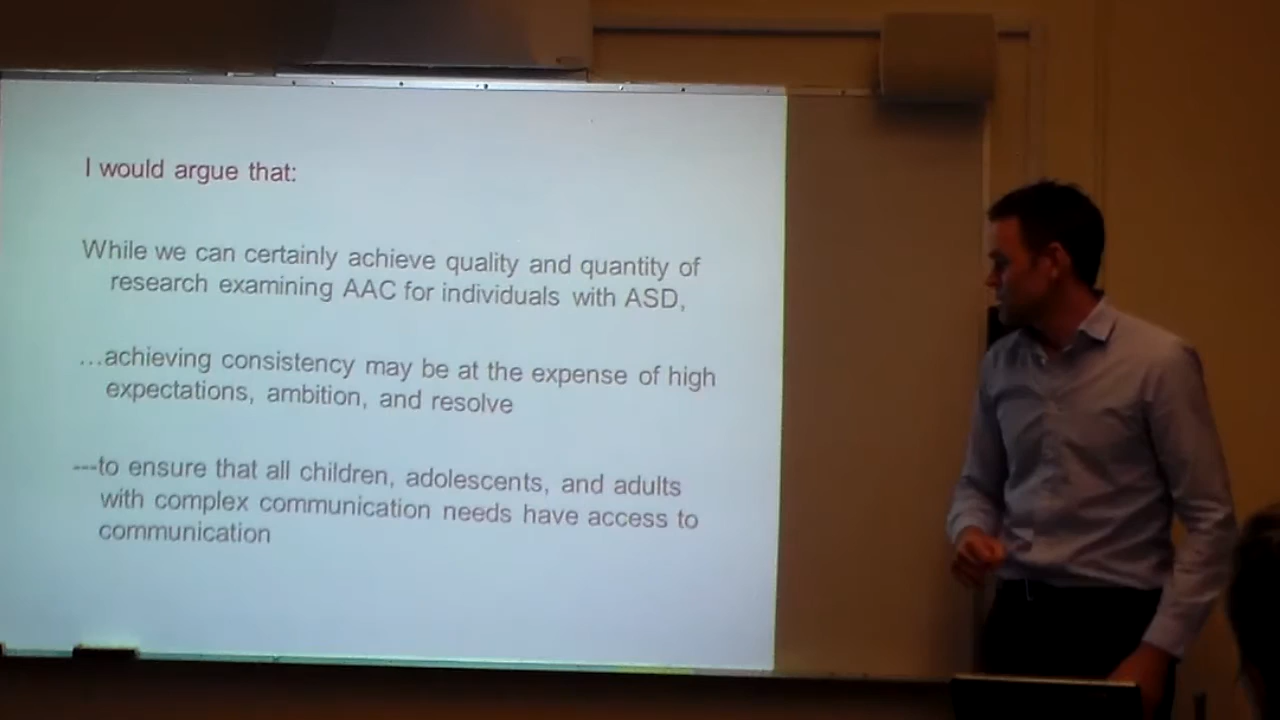 I would argue that:
While we can certainly achieve quality and quantity of
research examining AAC for individuals with ASD,
...achieving consistency may be at the expense of high
expectations, ambition, and resolve
---to ensure that all children, adolescents, and adults
with complex communication needs have access to
communication